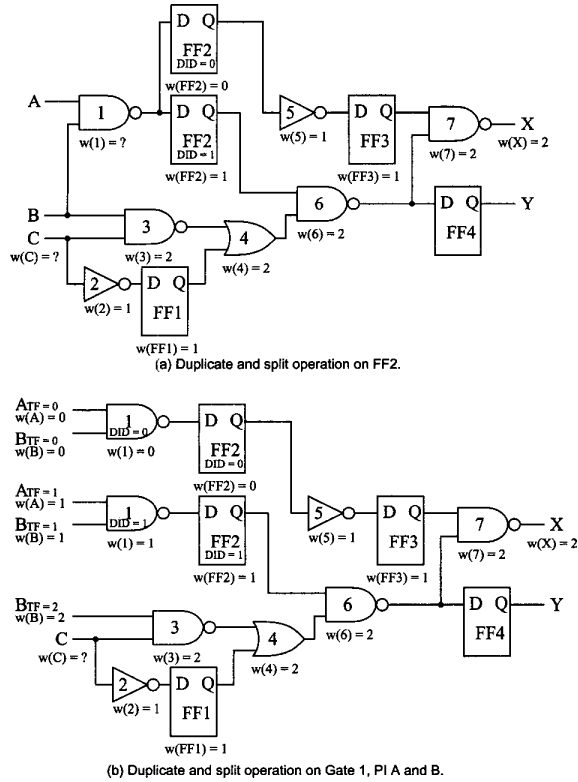 D Q
FF2
DID = 0
w(FF2) = 0
A
1
w(1) = ?
D Q
FF2
DID = 1
w(FF2) = 1
5
w(5) = 1
D Q
FF3
w(FF3) = 1
7
w(7) = 2
X
w(X) = 2
B
C
w(C) = ?
3
w(3) = 2
4
w(4) = 2
6
w(6) = 2
D Q
FF4
Y
2
w(2) = 1
D Q
FF1
w(FF1) = 1
(a) Duplicate and split operation on FF2.
ATF = 0
w(A) = 0
BTF = 0
w(B) = 0
1
DID = 0
w(1) = 0
D Q
FF2
DID = 0
w(FF2) = 0
ATF = 1
w(A) = 1
BTF = 1
w(B) = 1
1
DID = 1
w(1) = 1
D Q
FF2
DID = 1
w(FF2) = 1
5
w(5) = 1
D Q
FF3
w(FF3) = 1
7
w(7) = 2
X
w(X) = 2
BTF = 2
w(B) = 2
C
w(C) = ?
3
w(3) = 2
4
w(4) = 2
6
w(6) = 2
D Q
FF4
Y
2
w(2) = 1
D Q
FF1
w(FF1) = 1
(b) Duplicate and split operation on Gate 1, PI A and B.